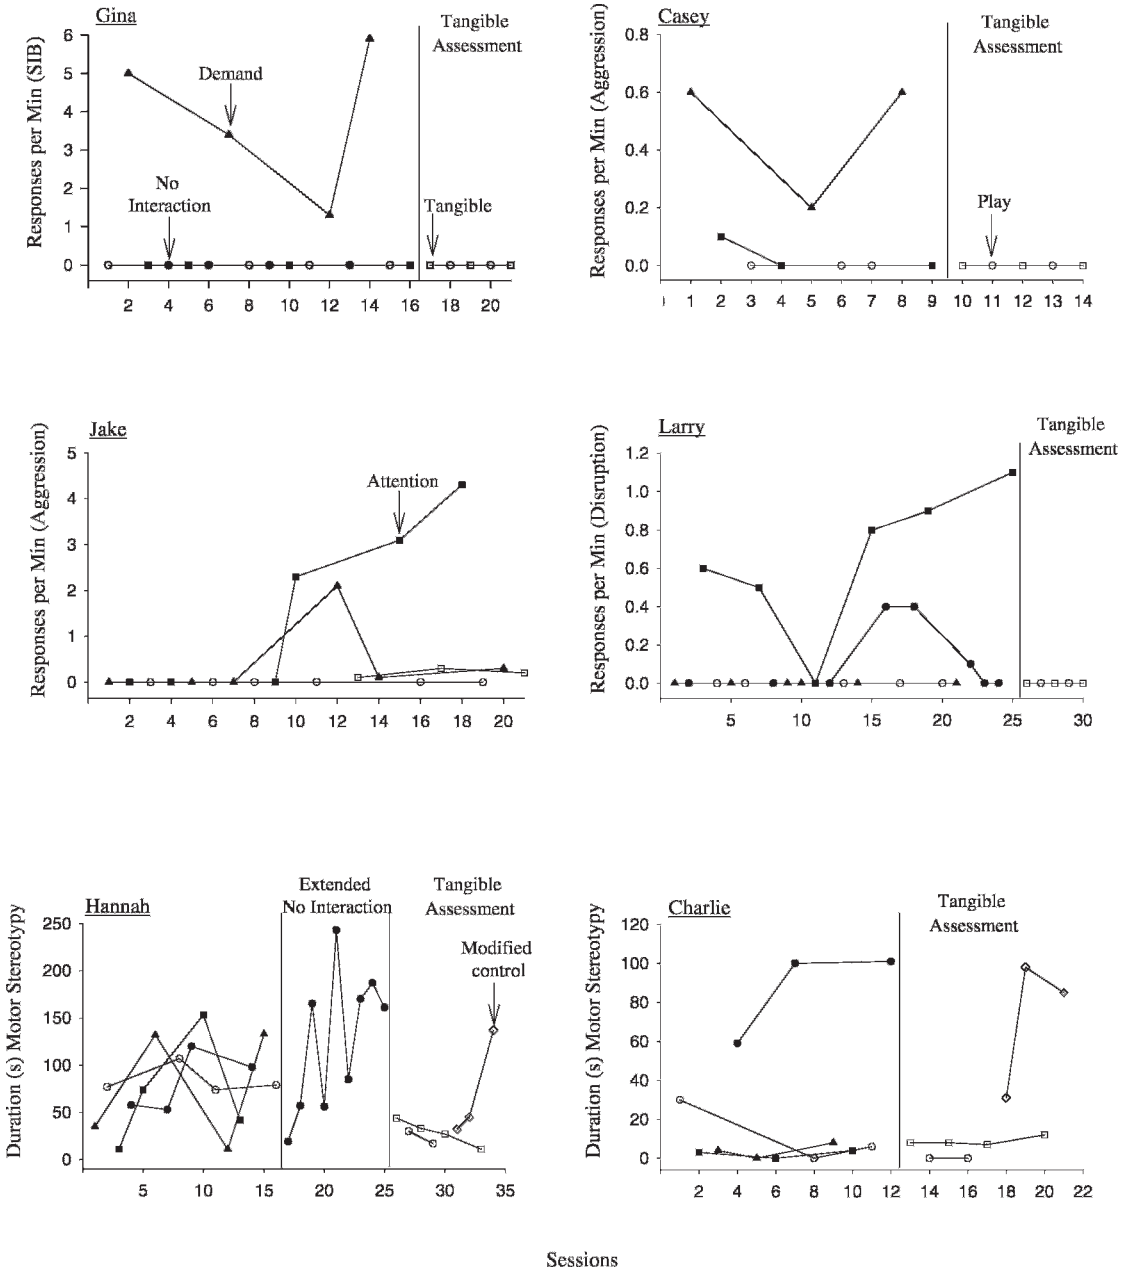 Gina
Tangible
Assessment
Responses per Min (SIB)
6
5
4
3
2
1
0
Demand
No
Interaction
Tangible
2 4 6 8 10 12 14 16 18 20
Casey
Tangible
Assessment
Responses per Min (Aggression)
0.8
0.6
0.4
0.2
0.0
Play
1 2 3 4 5 6 7 8 9 10 11 12 13 14
Jake
Responses per Min (Aggression)
5
4
3
2
1
0
Attention
2 4 6 8 10 12 14 16 18 20
Larry
Tangible
Assessment
Responses per Min (Disruption)
1.2
1.0
0.8
0.6
0.4
0.2
0.0
5 10 15 20 25 30
Hannah
Extended
No Interaction
Tangible
Assessment
Duration (s) Motor Stereotypy
250
200
150
100
50
0
Modified
control
5 10 15 20 25 30 35
Charlie
Tangible
Assessment
Duration (s) Motor Stereotypy
120
100
80
60
40
20
0
2 4 6 8 10 12 14 16 18 20 22
Sessions